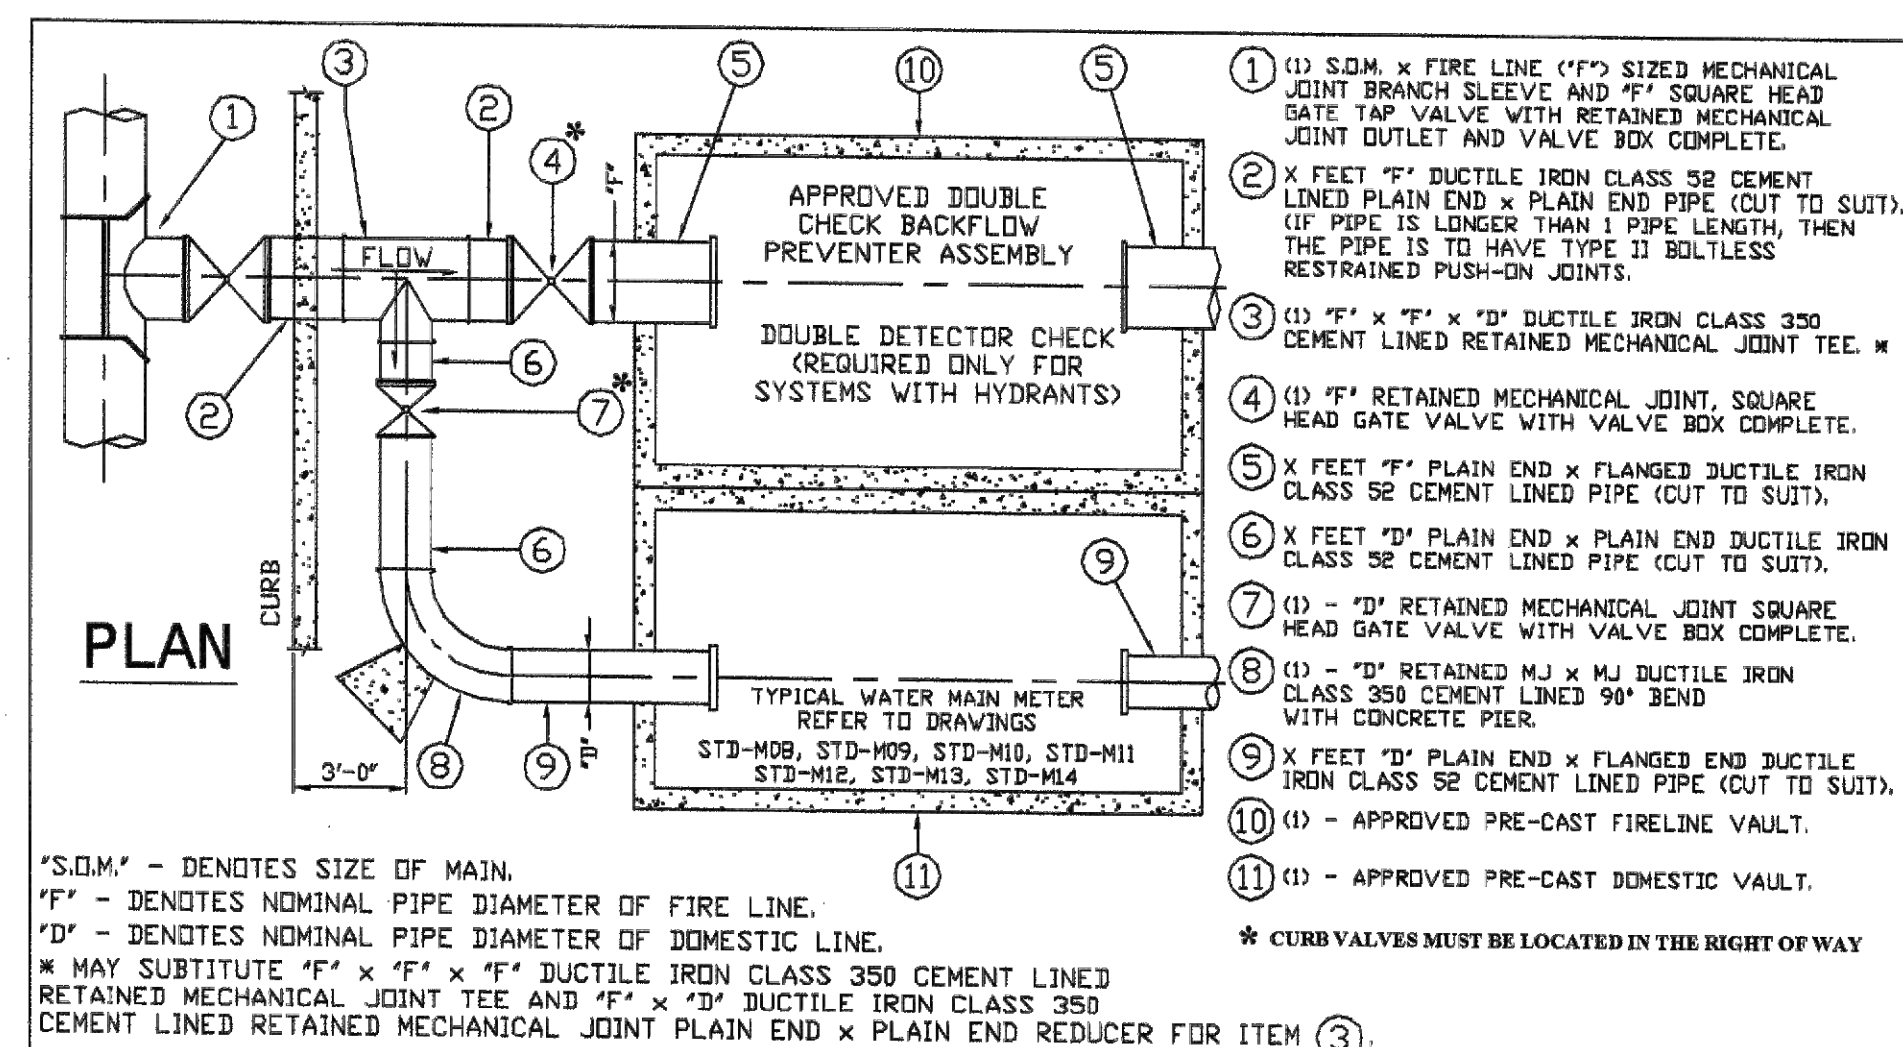 3
5
10
5
1
2
4
*
"F"
APPROVED DOUBLE
CHECK BACKFLOW
PREVENTER ASSEMBLY
FLOW
DOUBLE DETECTOR CHECK
(REQUIRED ONLY FOR
SYSTEMS WITH HYDRANTS)
6
2
7
*
6
9
CURB
PLAN
TYPICAL WATER MAIN METER
REFER TO DRAWINGS
STD-M08, STD-M09, STD-M10, STD-M11
STD-M12, STD-M13, STD-M14
3'-0"
8
9
"D"
11
1 (1) S.O.M. x FIRE LINE ("F") SIZED MECHANICAL
JOINT BRANCH SLEEVE AND "F" SQUARE HEAD
GATE TAP VALVE WITH RETAINED MECHANICAL
JOINT OUTLET AND VALVE BOX COMPLETE.
2 X FEET "F" DUCTILE IRON CLASS 52 CEMENT
LINED PLAIN END x PLAIN END PIPE (CUT TO SUIT).
(IF PIPE IS LONGER THAN 1 PIPE LENGTH, THEN
THE PIPE IS TO HAVE TYPE II BOLTLESS
RESTRAINED PUSH-ON JOINTS.
3 (1) "F" x "F" x "D" DUCTILE IRON CLASS 350
CEMENT LINED RETAINED MECHANICAL JOINT TEE. *
4 (1) "F" RETAINED MECHANICAL JOINT, SQUARE
HEAD GATE VALVE WITH VALVE BOX COMPLETE.
5 X FEET "F" PLAIN END x FLANGED DUCTILE IRON
CLASS 52 CEMENT LINED PIPE (CUT TO SUIT).
6 X FEET "D" PLAIN END x PLAIN END DUCTILE IRON
CLASS 52 CEMENT LINED PIPE (CUT TO SUIT).
7 (1) - "D" RETAINED MECHANICAL JOINT SQUARE
HEAD GATE VALVE WITH VALVE BOX COMPLETE.
8 (1) - "D" RETAINED MJ x MJ DUCTILE IRON
CLASS 350 CEMENT LINED 90° BEND
WITH CONCRETE PIER.
9 X FEET "D" PLAIN END x FLANGED END DUCTILE
IRON CLASS 52 CEMENT LINED PIPE (CUT TO SUIT).
10 (1) - APPROVED PRE-CAST FIRELINE VAULT.
11 (1) - APPROVED PRE-CAST DOMESTIC VAULT.
* CURB VALVES MUST BE LOCATED IN THE RIGHT OF WAY
"S.O.M." - DENOTES SIZE OF MAIN.
"F" - DENOTES NOMINAL PIPE DIAMETER OF FIRE LINE.
"D" - DENOTES NOMINAL PIPE DIAMETER OF DOMESTIC LINE.
* MAY SUBTITUTE "F" x "F" x "F" DUCTILE IRON CLASS 350 CEMENT LINED
RETAINED MECHANICAL JOINT TEE AND "F" x "D" DUCTILE IRON CLASS 350
CEMENT LINED RETAINED MECHANICAL JOINT PLAIN END x PLAIN END REDUCER FOR ITEM 3.